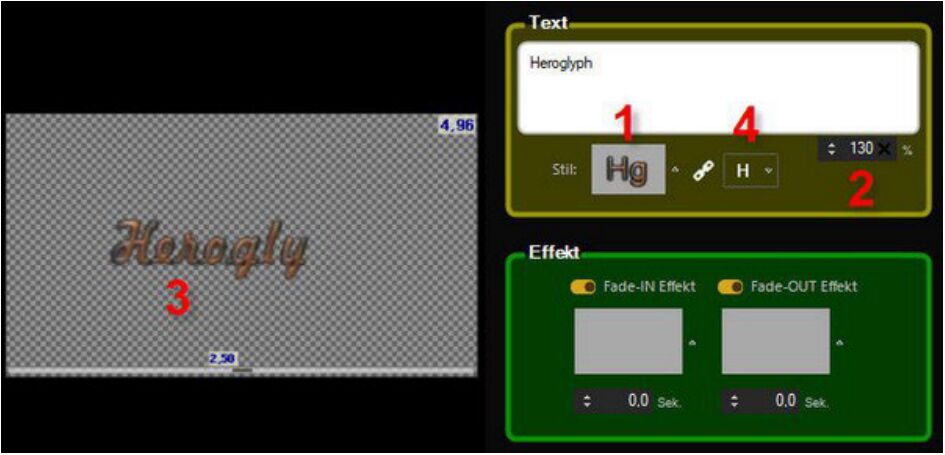 4,96
Herogly
3
2,50
Text
Heroglyph
1
4
Stil:
Hg
H
130 %
2
Effekt
Fade-IN Effekt
Fade-OUT Effekt
0,0 Sek.
0,0 Sek.